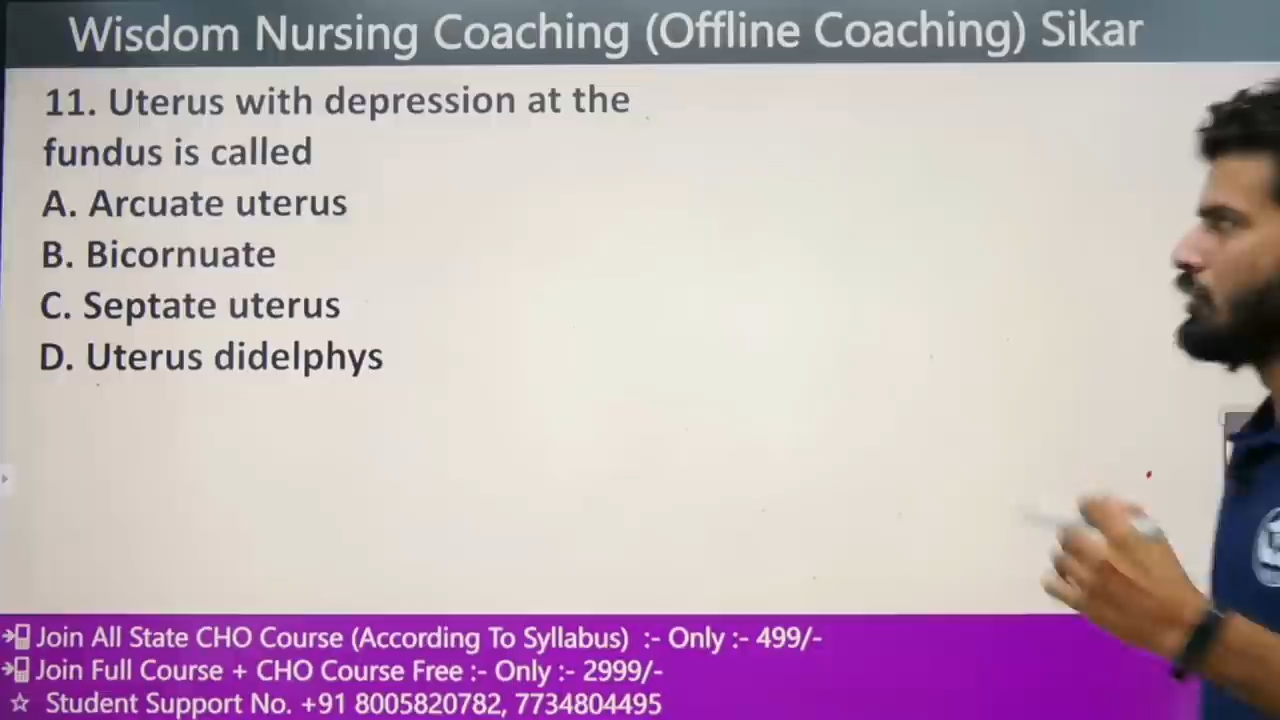 Wisdom Nursing Coaching (Offline Coaching) Sikar
11. Uterus with depression at the
fundus is called
A. Arcuate uterus
B. Bicornuate
C. Septate uterus
D. Uterus didelphys
Join All State CHO Course (According To Syllabus) :- Only :- 499/-
Join Full Course + CHO Course Free :- Only :- 2999/-
☆ Student Support No. +91 8005820782, 7734804495